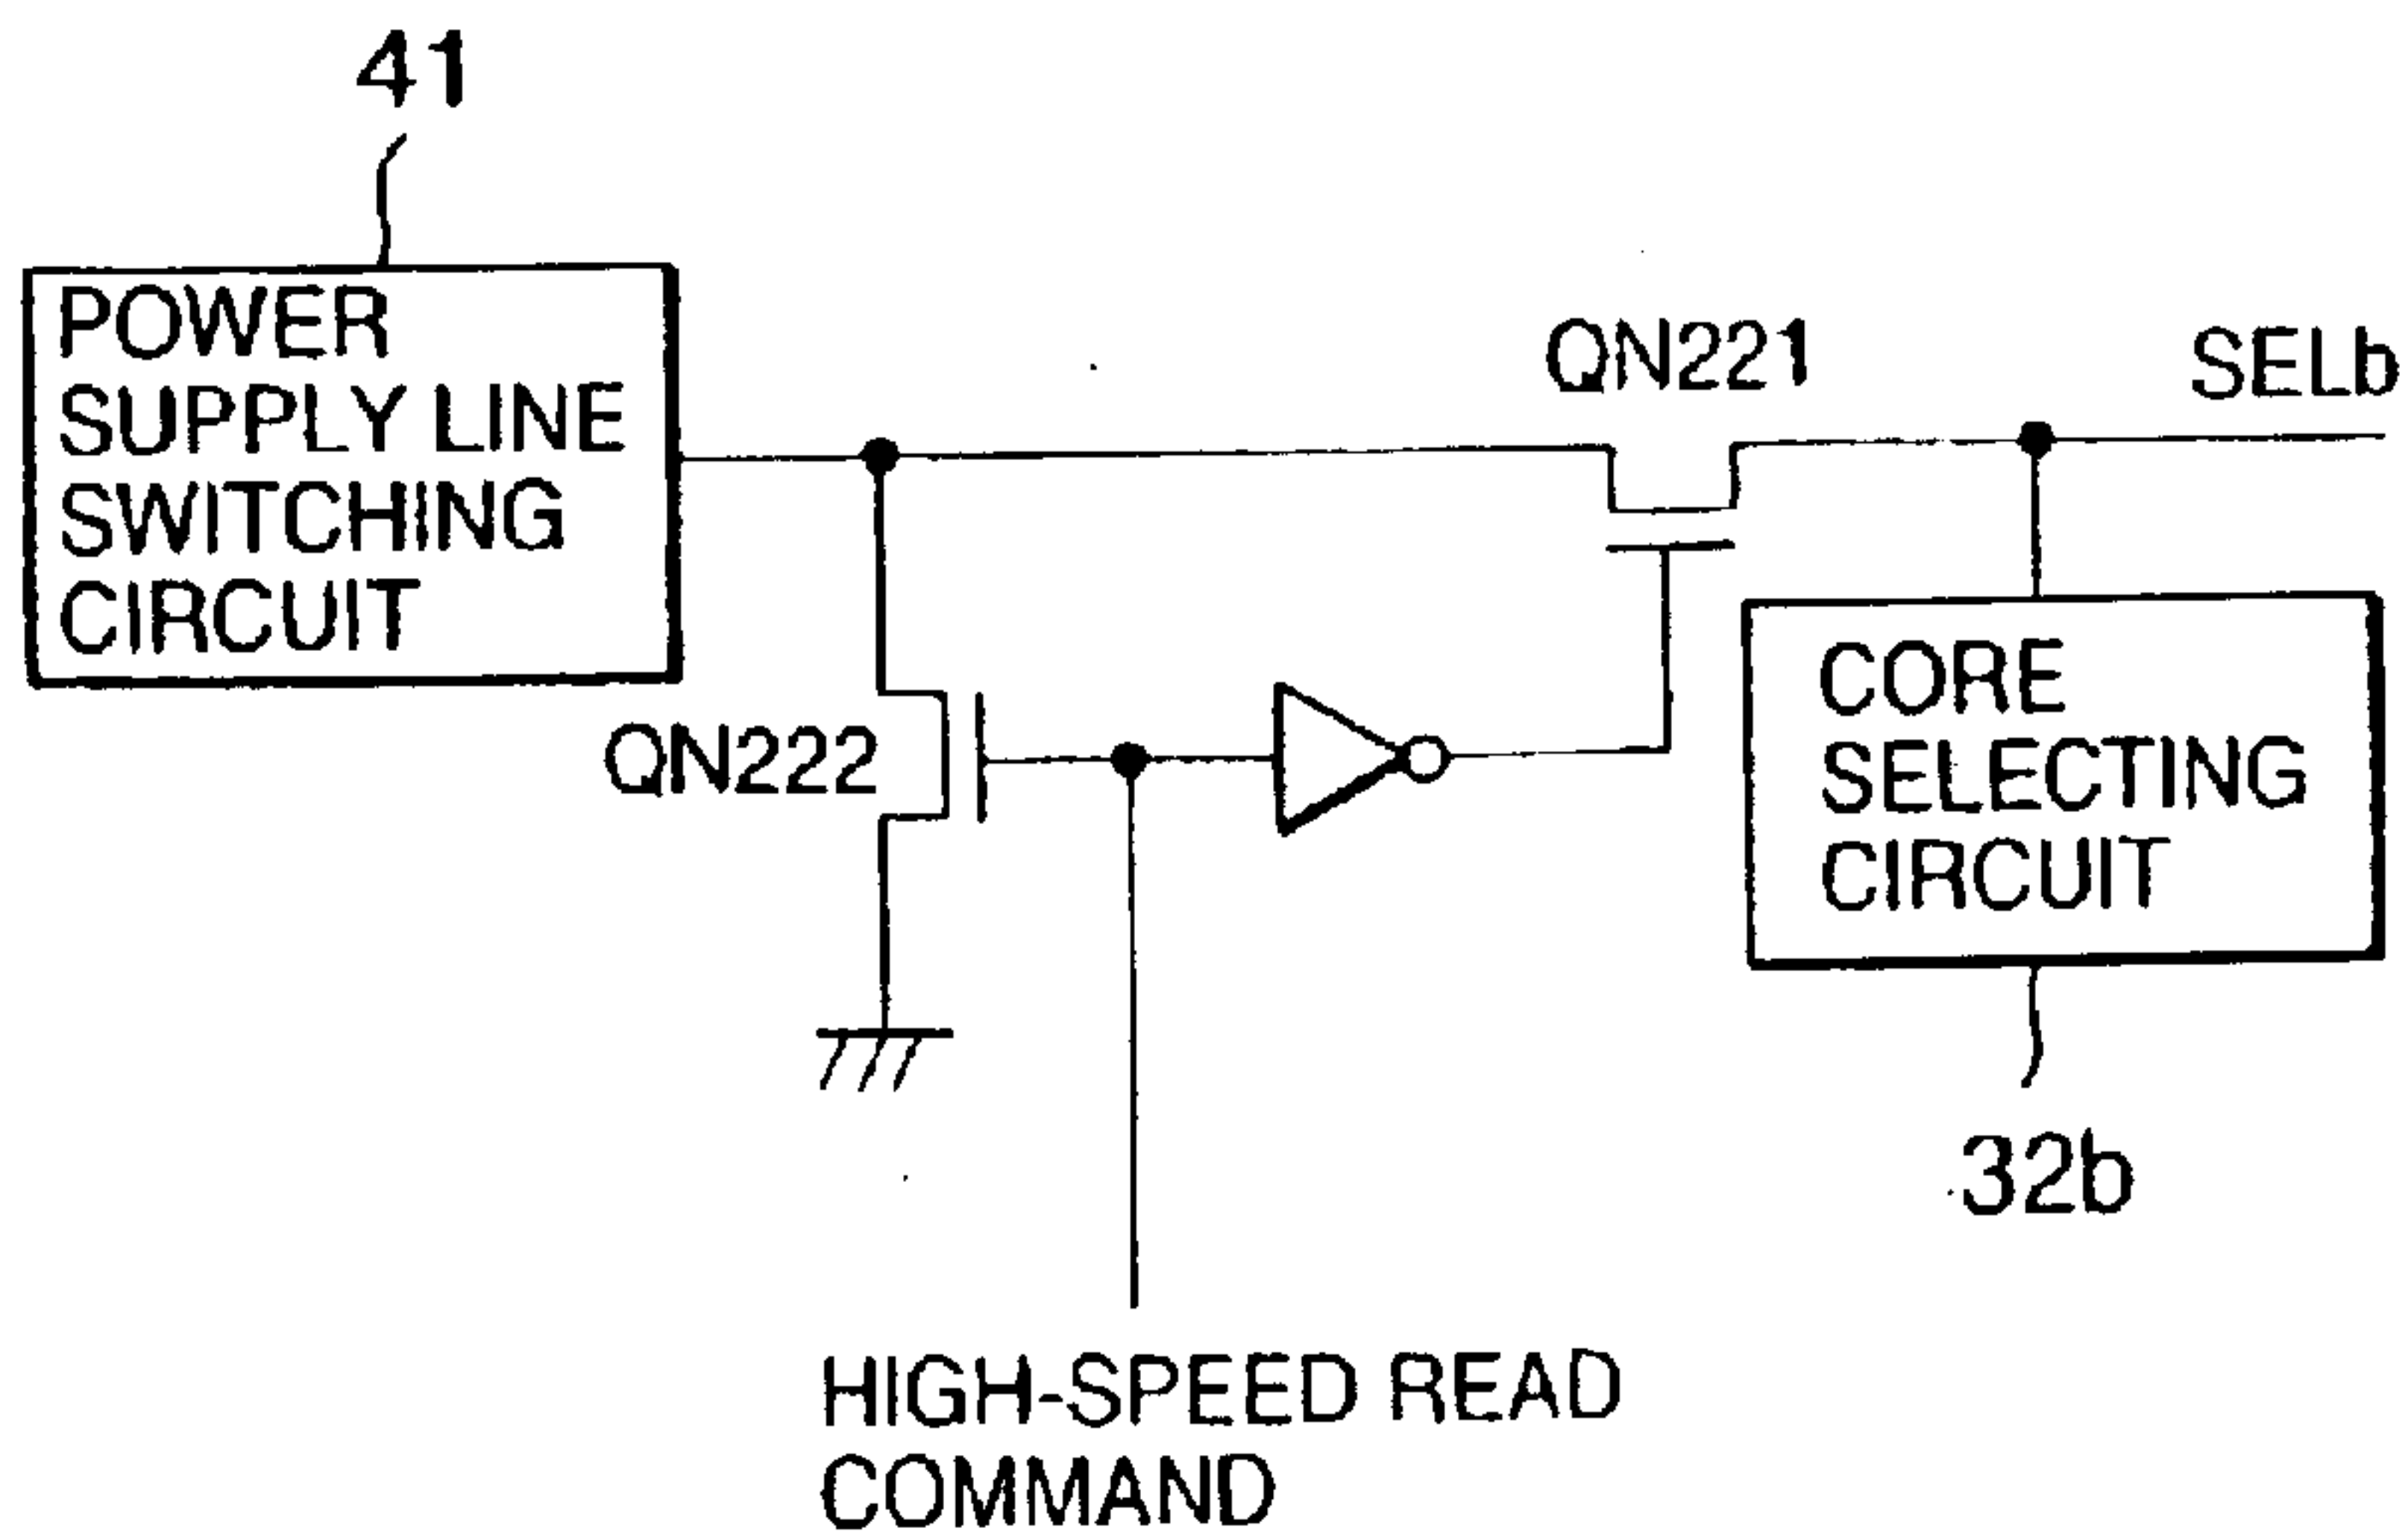 41
POWER
SUPPLY LINE
SWITCHING
CIRCUIT
QN221
SELb
QN222
CORE
SELECTING
CIRCUIT
32b
HIGH-SPEED READ
COMMAND